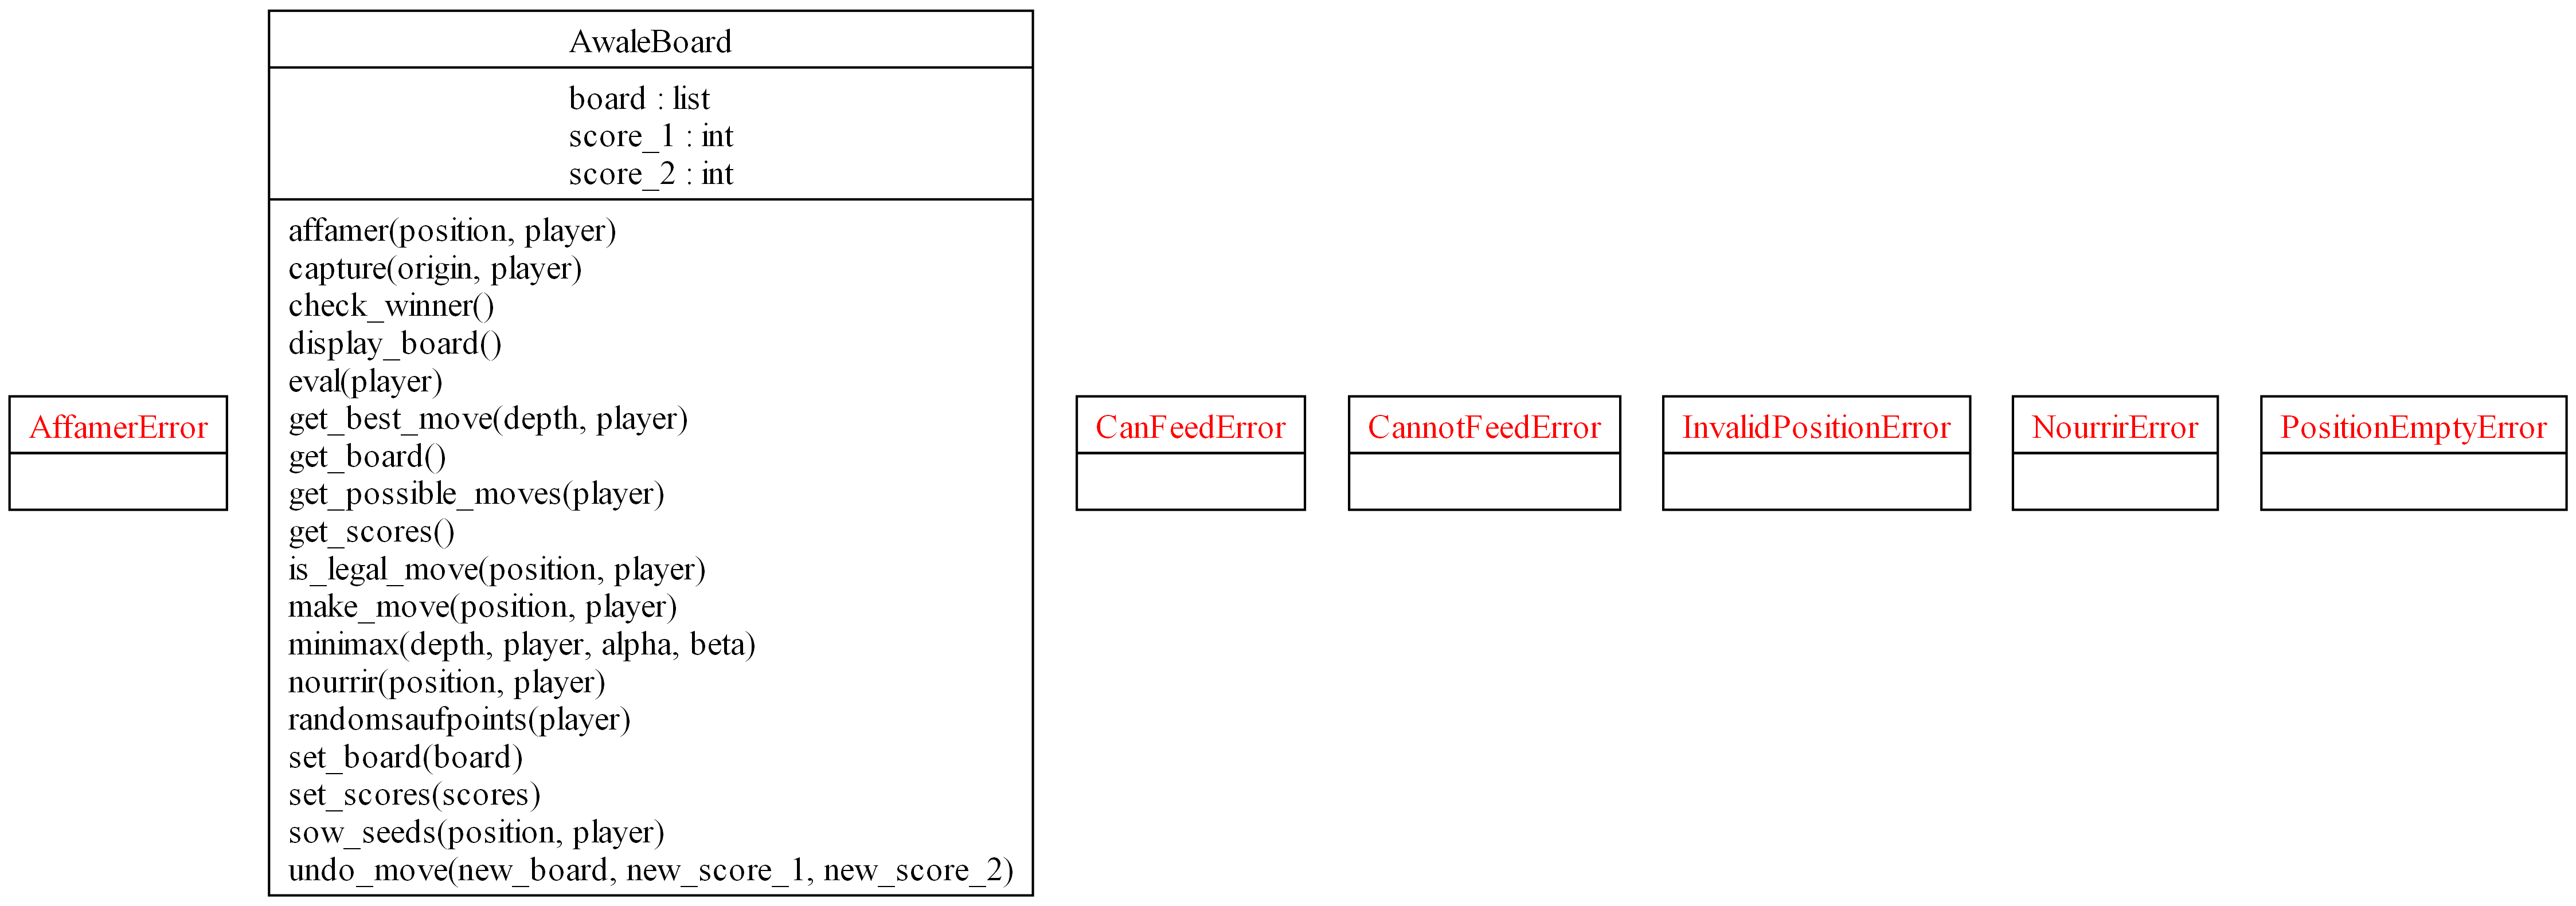 AffamerError
AwaleBoard
board : list
score_1 : int
score_2 : int
affamer(position, player)
capture(origin, player)
check_winner()
display_board()
eval(player)
get_best_move(depth, player)
get_board()
get_possible_moves(player)
get_scores()
is_legal_move(position, player)
make_move(position, player)
minimax(depth, player, alpha, beta)
nourrir(position, player)
randomsaufpoints(player)
set_board(board)
set_scores(scores)
sow_seeds(position, player)
undo_move(new_board, new_score_1, new_score_2)
CanFeedError
CannotFeedError
InvalidPositionError
NourrirError
PositionEmptyError